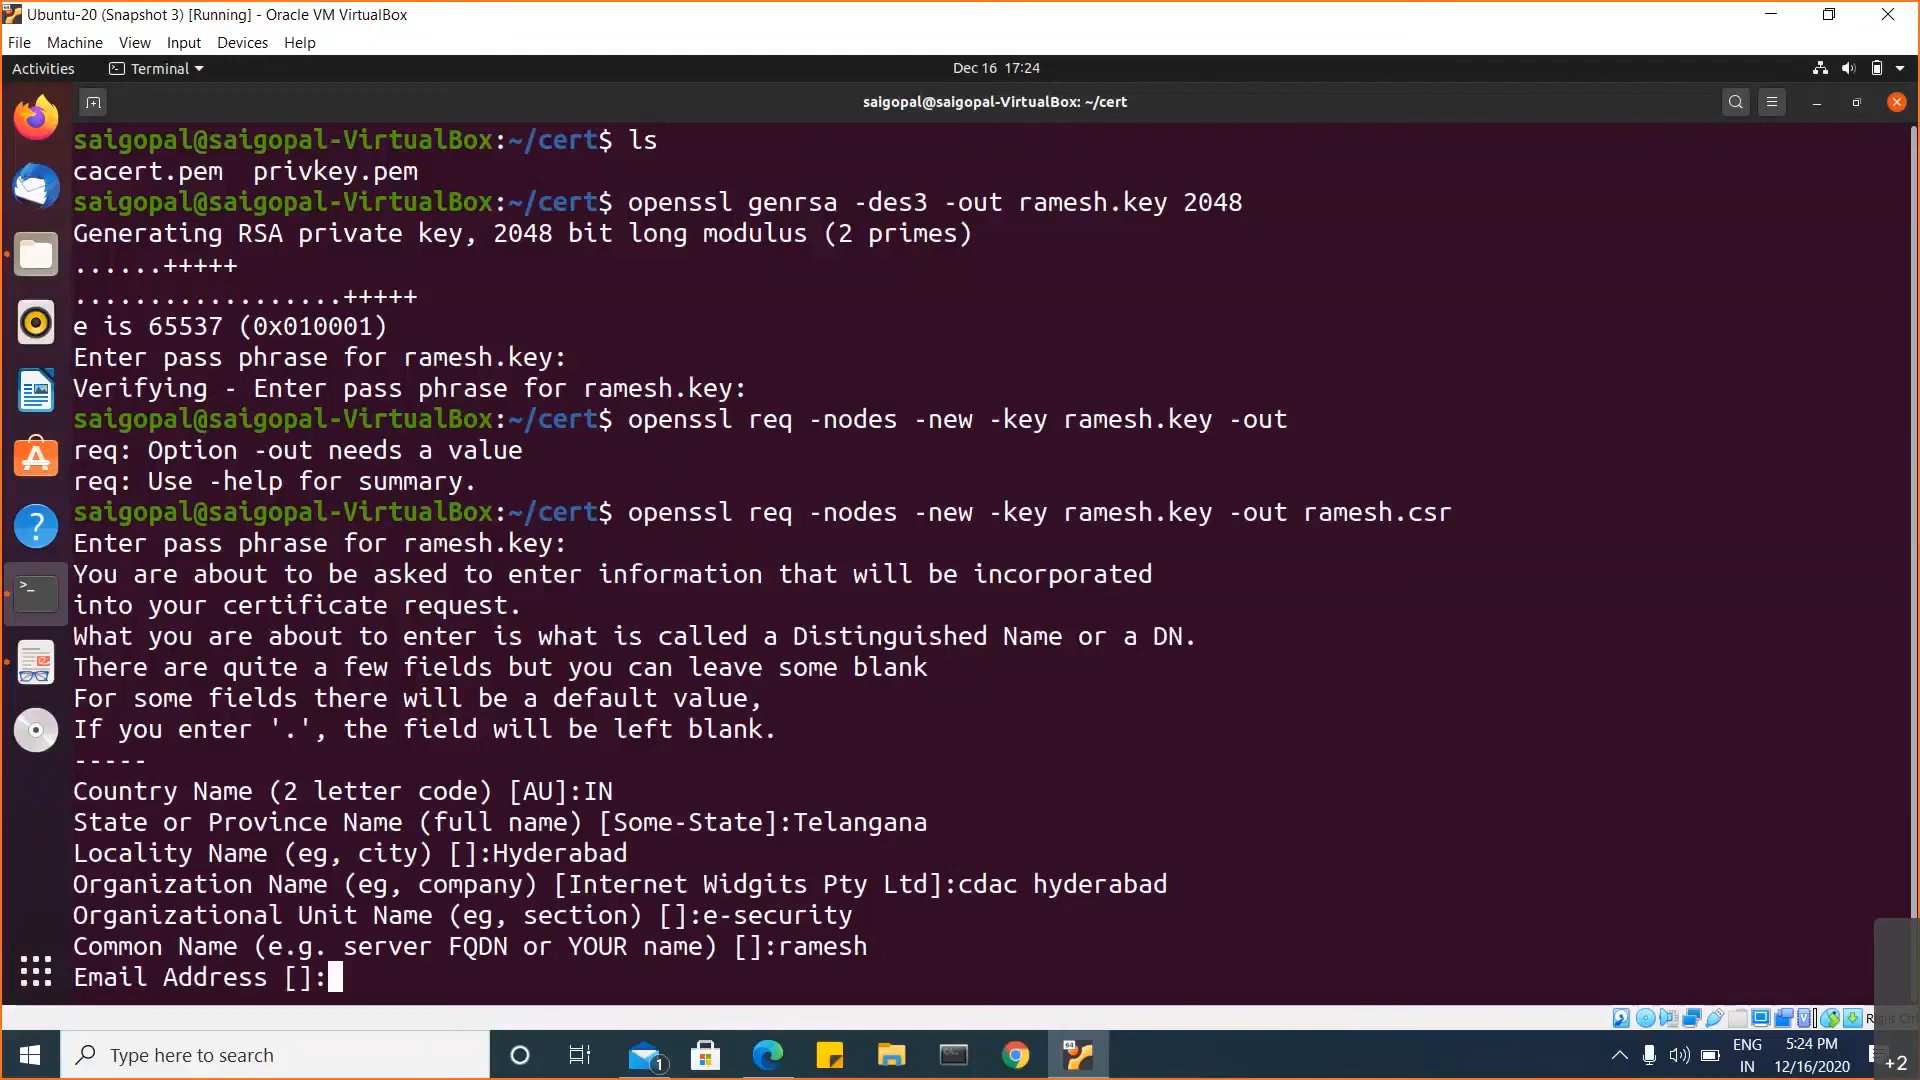 Ubuntu-20 (Snapshot 3) [Running] - Oracle VM VirtualBox
File Machine View Input Devices Help
Activities Terminal Dec 16 17:24
saigopal@saigopal-VirtualBox: ~/cert
saigopal@saigopal-VirtualBox:~/cert$ ls
cacert.pem privkey.pem
saigopal@saigopal-VirtualBox:~/cert$ openssl genrsa -des3 -out ramesh.key 2048
Generating RSA private key, 2048 bit long modulus (2 primes)
......+++++
..................+++++
e is 65537 (0x010001)
Enter pass phrase for ramesh.key:
Verifying - Enter pass phrase for ramesh.key:
saigopal@saigopal-VirtualBox:~/cert$ openssl req -nodes -new -key ramesh.key -out
req: Option -out needs a value
req: Use -help for summary.
saigopal@saigopal-VirtualBox:~/cert$ openssl req -nodes -new -key ramesh.key -out ramesh.csr
Enter pass phrase for ramesh.key:
You are about to be asked to enter information that will be incorporated
into your certificate request.
What you are about to enter is what is called a Distinguished Name or a DN.
There are quite a few fields but you can leave some blank
For some fields there will be a default value,
If you enter '.', the field will be left blank.
-----
Country Name (2 letter code) [AU]:IN
State or Province Name (full name) [Some-State]:Telangana
Locality Name (eg, city) []:Hyderabad
Organization Name (eg, company) [Internet Widgits Pty Ltd]:cdac hyderabad
Organizational Unit Name (eg, section) []:e-security
Common Name (e.g. server FQDN or YOUR name) []:ramesh
Email Address []:
Right Ctrl
Type here to search
1
ENG
IN
5:24 PM
12/16/2020
+2